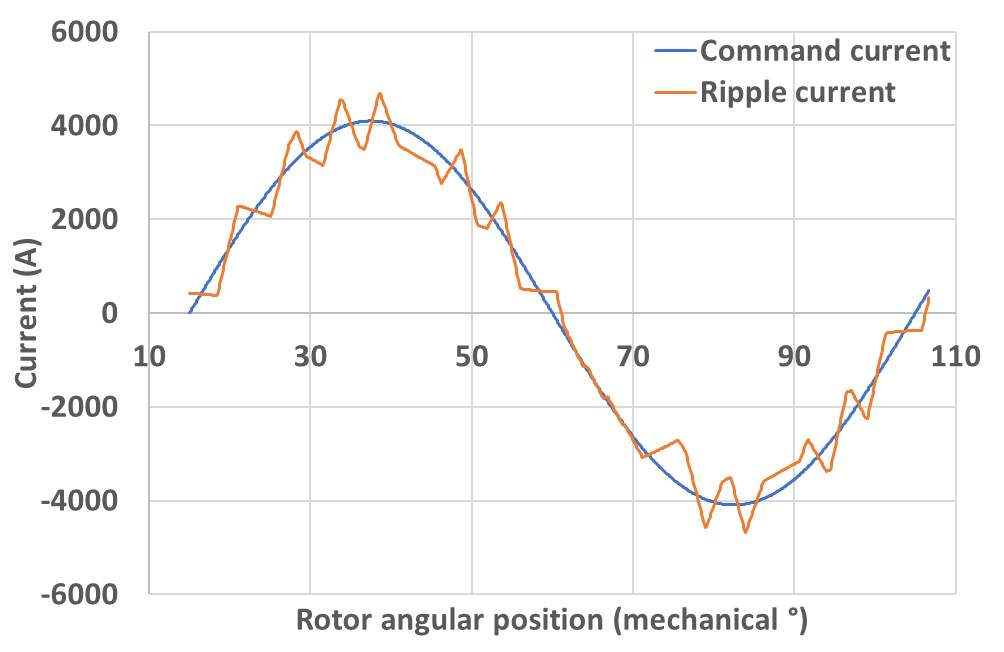 6000
Command current
Ripple current
4000
2000
0
-2000
-4000
-6000
10 30 50 70 90 110
Current (A)
Rotor angular position (mechanical °)